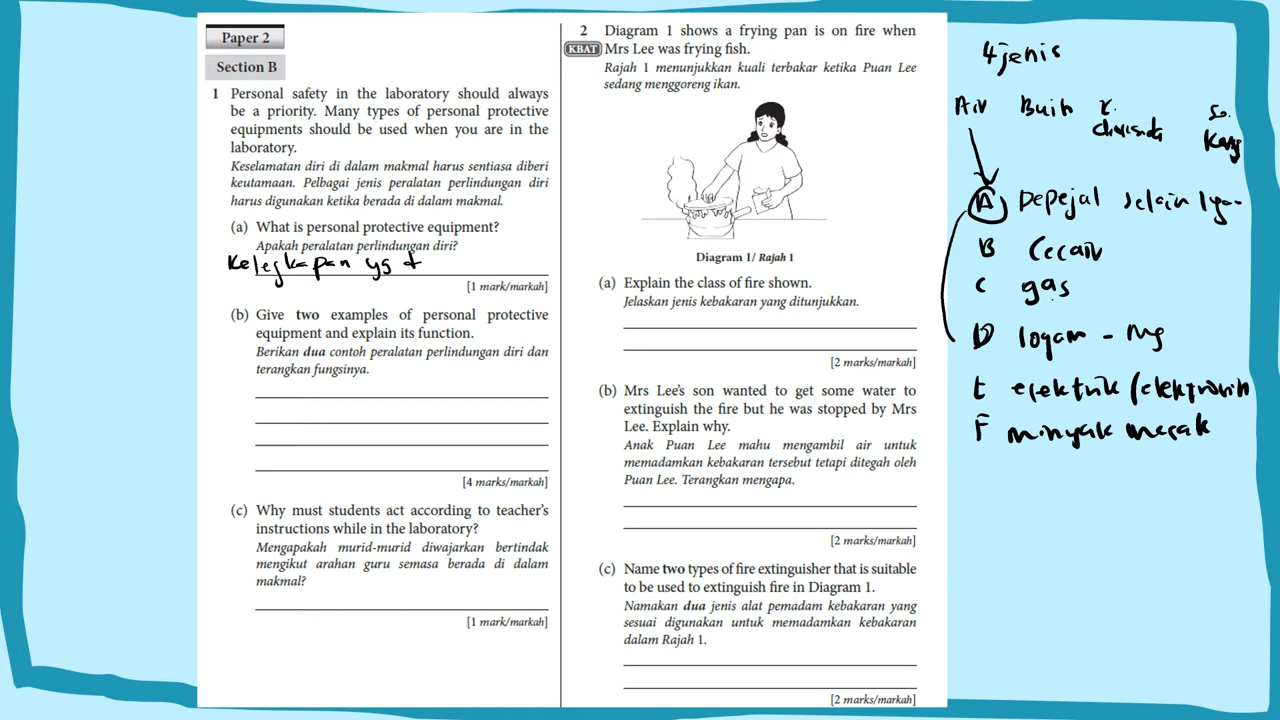 Paper 2
Section B
1 Personal safety in the laboratory should always
be a priority. Many types of personal protective
equipments should be used when you are in the
laboratory.
Keselamatan diri di dalam makmal harus sentiasa diberi
keutamaan. Pelbagai jenis peralatan perlindungan diri
harus digunakan ketika berada di dalam makmal.
(a) What is personal protective equipment?
Apakah peralatan perlindungan diri?
Kelengkapan yg
[1 mark/markah]
(b) Give two examples of personal protective
equipment and explain its function.
Berikan dua contoh peralatan perlindungan diri dan
terangkan fungsinya.
[4 marks/markah]
(c) Why must students act according to teacher's
instructions while in the laboratory?
Mengapakah murid-murid diwajarkan bertindak
mengikut arahan guru semasa berada di dalam
makmal?
[1 mark/markah]
2 Diagram 1 shows a frying pan is on fire when
KBAT Mrs Lee was frying fish.
Rajah 1 menunjukkan kuali terbakar ketika Puan Lee
sedang menggoreng ikan.
Diagram 1/ Rajah 1
(a) Explain the class of fire shown.
Jelaskan jenis kebakaran yang ditunjukkan.
[2 marks/markah]
(b) Mrs Lee's son wanted to get some water to
extinguish the fire but he was stopped by Mrs
Lee. Explain why.
Anak Puan Lee mahu mengambil air untuk
memadamkan kebakaran tersebut tetapi ditegah oleh
Puan Lee. Terangkan mengapa.
[2 marks/markah]
(c) Name two types of fire extinguisher that is suitable
to be used to extinguish fire in Diagram 1.
Namakan dua jenis alat pemadam kebakaran yang
sesuai digunakan untuk memadamkan kebakaran
dalam Rajah 1.
[2 marks/markah]
4 jenis
Air Buih
A pepejal selain
B Cecair
C gas
D logam - Mg
E elektrik / elektronik
F minyak masak